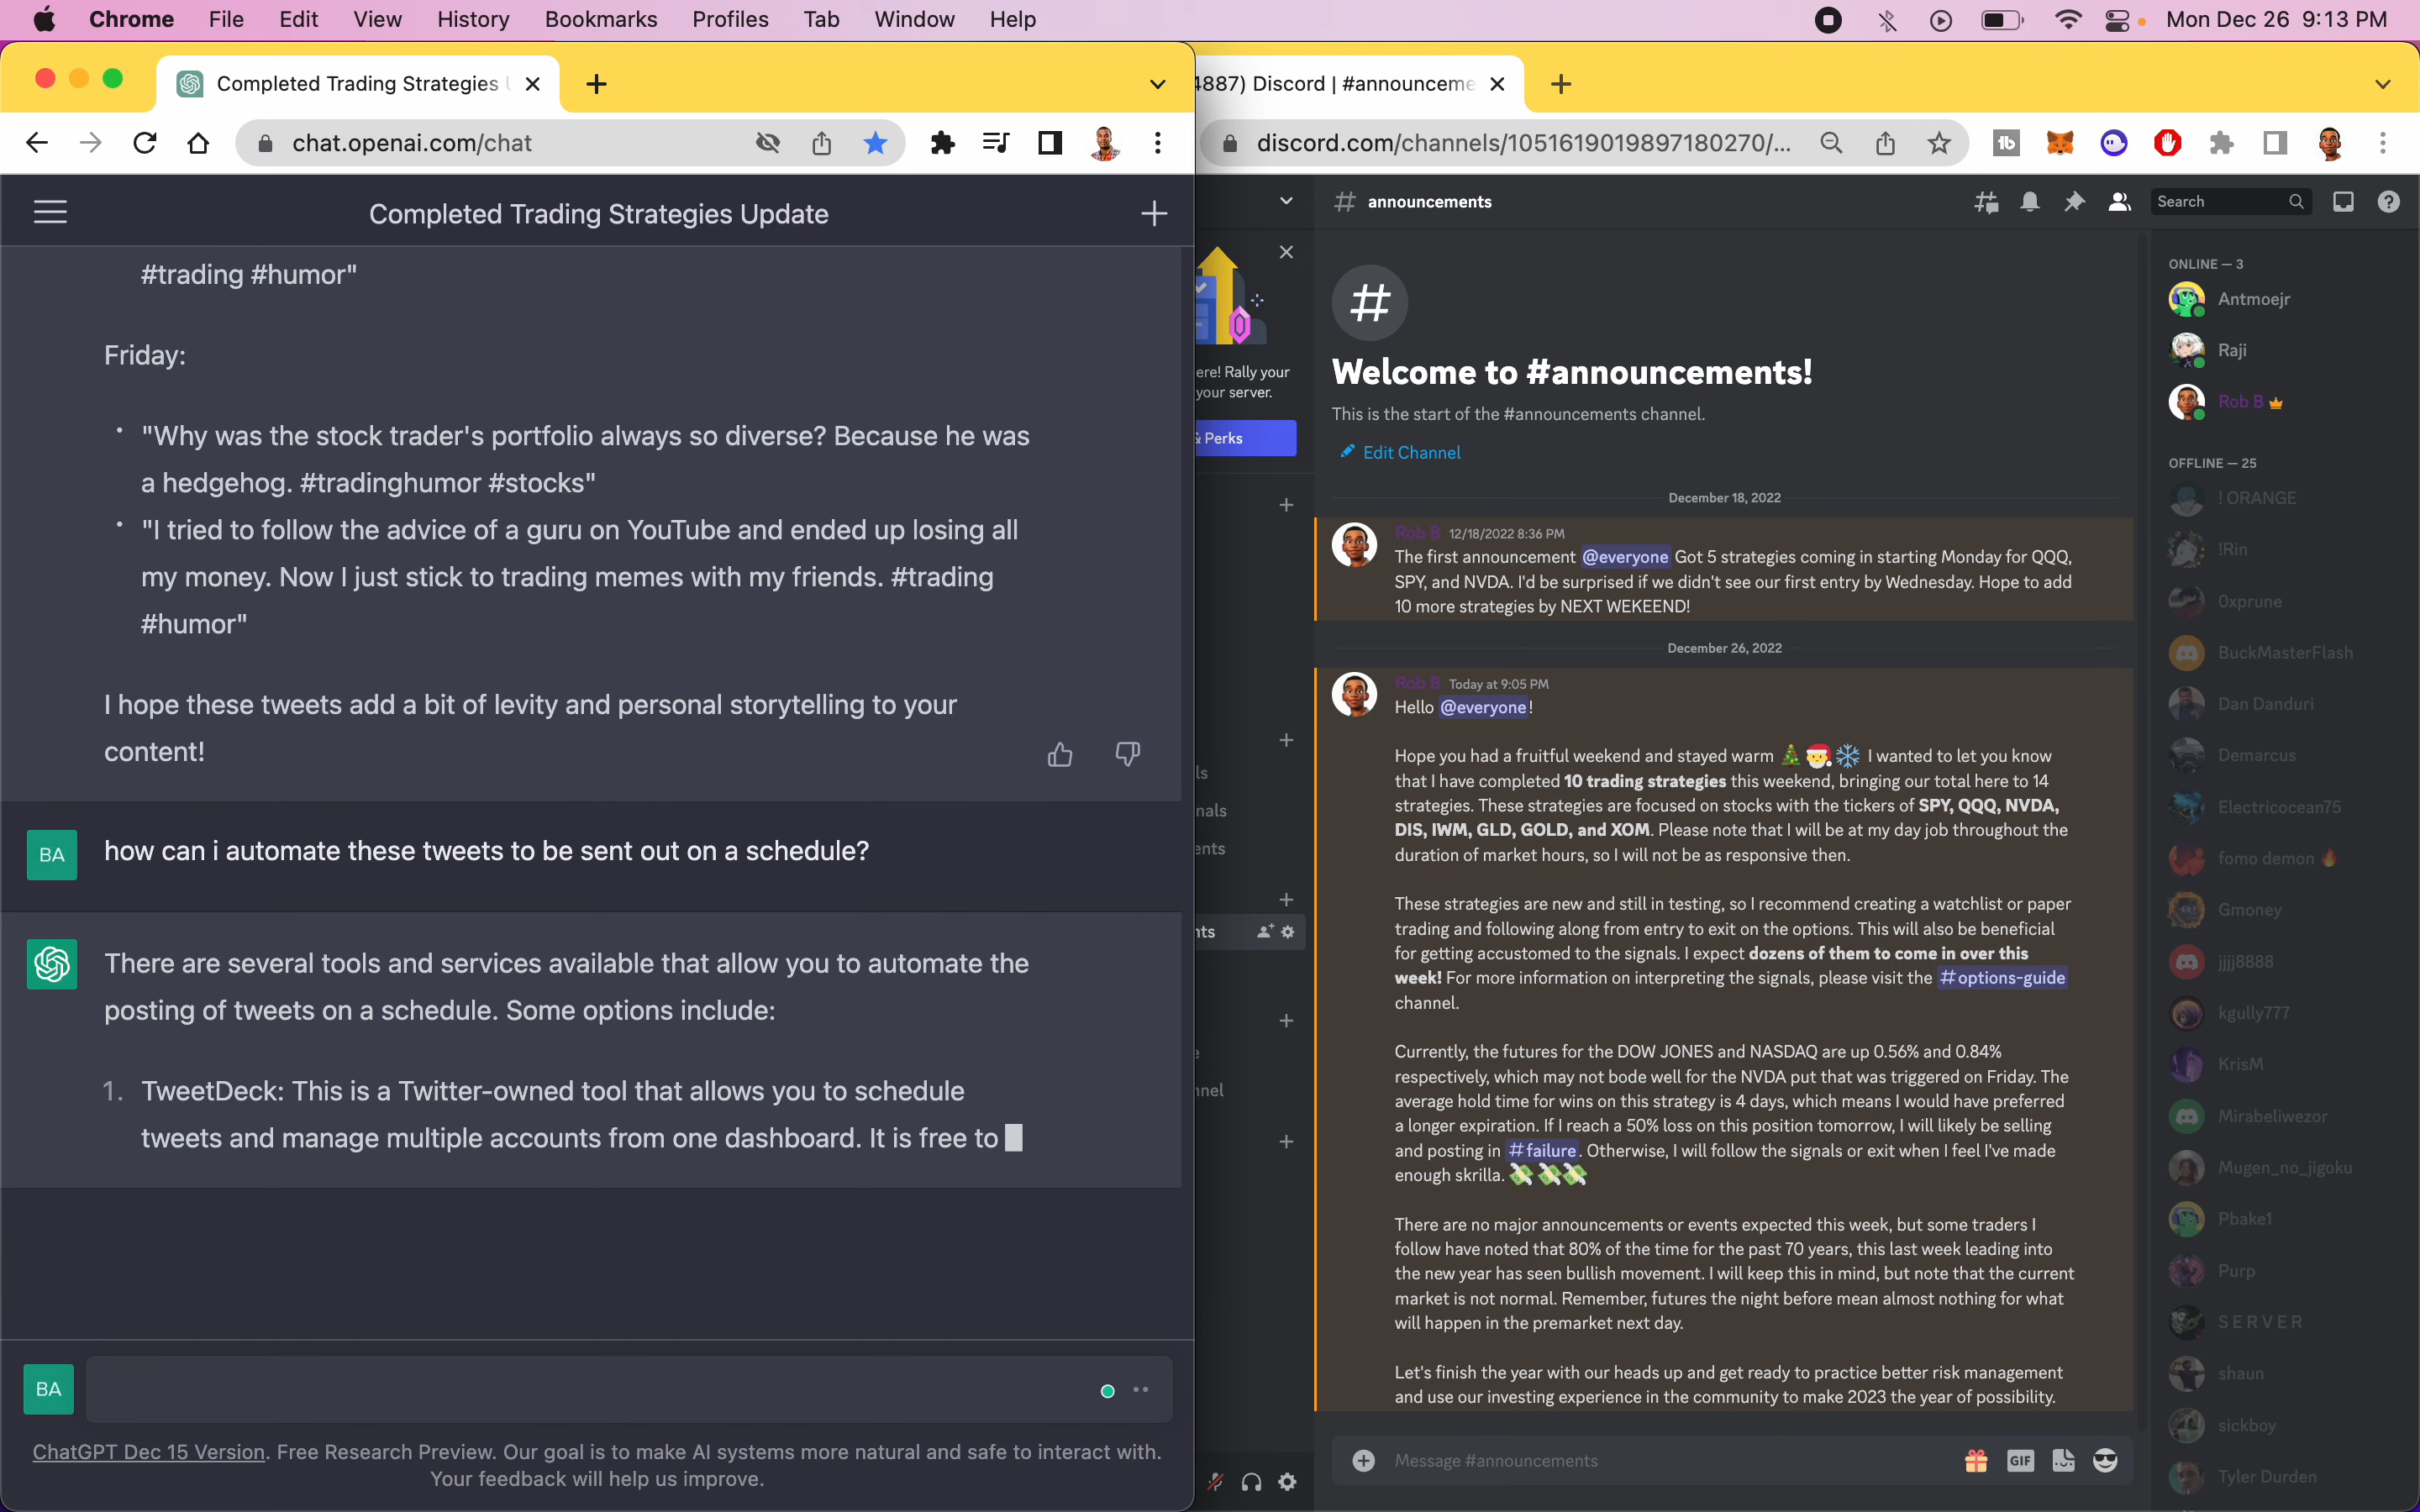 Chrome File Edit View History Bookmarks Profiles Tab Window Help
Mon Dec 26 9:13 PM
Completed Trading Strategies
chat.openai.com/chat
Completed Trading Strategies Update
#trading #humor"
Friday:
• "Why was the stock trader's portfolio always so diverse? Because he was
a hedgehog. #tradinghumor #stocks"
• "I tried to follow the advice of a guru on YouTube and ended up losing all
my money. Now I just stick to trading memes with my friends. #trading
#humor"
I hope these tweets add a bit of levity and personal storytelling to your
content!
BA
how can i automate these tweets to be sent out on a schedule?
There are several tools and services available that allow you to automate the
posting of tweets on a schedule. Some options include:
1. TweetDeck: This is a Twitter-owned tool that allows you to schedule
tweets and manage multiple accounts from one dashboard. It is free to
BA
ChatGPT Dec 15 Version. Free Research Preview. Our goal is to make AI systems more natural and safe to interact with.
Your feedback will help us improve.
4887) Discord | #announceme
discord.com/channels/1051619019897180270/...
tb
ere! Rally your
your server.
& Perks
ls
nals
ents
nts
e
nnel
# announcements
Search
#
Welcome to #announcements!
This is the start of the #announcements channel.
Edit Channel
December 18, 2022
Rob B 12/18/2022 8:36 PM
The first announcement @everyone Got 5 strategies coming in starting Monday for QQQ,
SPY, and NVDA. I'd be surprised if we didn't see our first entry by Wednesday. Hope to add
10 more strategies by NEXT WEKEEND!
December 26, 2022
Rob B Today at 9:05 PM
Hello @everyone!
Hope you had a fruitful weekend and stayed warm 🎄🎅❄️ I wanted to let you know
that I have completed 10 trading strategies this weekend, bringing our total here to 14
strategies. These strategies are focused on stocks with the tickers of SPY, QQQ, NVDA,
DIS, IWM, GLD, GOLD, and XOM. Please note that I will be at my day job throughout the
duration of market hours, so I will not be as responsive then.
These strategies are new and still in testing, so I recommend creating a watchlist or paper
trading and following along from entry to exit on the options. This will also be beneficial
for getting accustomed to the signals. I expect dozens of them to come in over this
week! For more information on interpreting the signals, please visit the #options-guide
channel.
Currently, the futures for the DOW JONES and NASDAQ are up 0.56% and 0.84%
respectively, which may not bode well for the NVDA put that was triggered on Friday. The
average hold time for wins on this strategy is 4 days, which means I would have preferred
a longer expiration. If I reach a 50% loss on this position tomorrow, I will likely be selling
and posting in #failure. Otherwise, I will follow the signals or exit when I feel I've made
enough skrilla. 💸💸💸
There are no major announcements or events expected this week, but some traders I
follow have noted that 80% of the time for the past 70 years, this last week leading into
the new year has seen bullish movement. I will keep this in mind, but note that the current
market is not normal. Remember, futures the night before mean almost nothing for what
will happen in the premarket next day.
Let's finish the year with our heads up and get ready to practice better risk management
and use our investing experience in the community to make 2023 the year of possibility.
Message #announcements
GIF
ONLINE — 3
Antmoejr
Raji
Rob B
OFFLINE — 25
! ORANGE
!Rin
0xprune
BuckMasterFlash
Dan Danduri
Demarcus
Electricocean75
fomo demon 🔥
Gmoney
jjjj8888
kgully777
KrisM
Mirabeliwezor
Mugen_no_jigoku
Pbake1
Purp
S E R V E R
shaun
sickboy
Tyler Durden